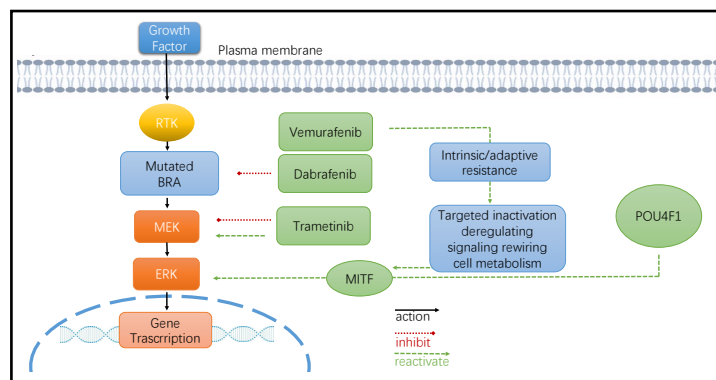 Growth
Factor
Plasma membrane
RTK
Vemurafenib
Mutated
BRA
Dabrafenib
Intrinsic/adaptive
resistance
MEK
Trametinib
Targeted inactivation
deregulating
signaling rewiring
cell metabolism
POU4F1
ERK
MITF
Gene
Trascription
action
inhibit
reactivate